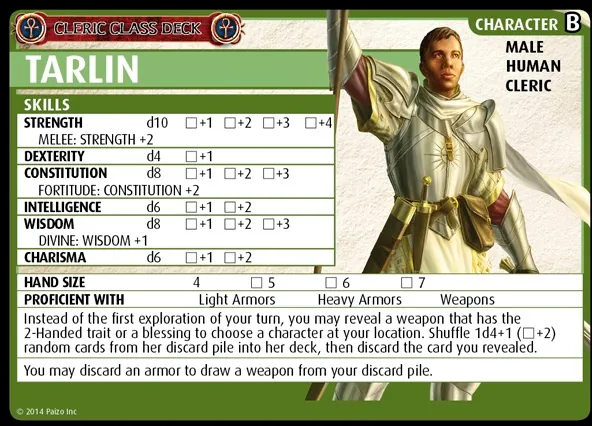 CLERIC CLASS DECK
CHARACTER B
TARLIN
MALE
HUMAN
CLERIC
SKILLS
STRENGTH d10 □+1 □+2 □+3 □+4
MELEE: STRENGTH +2
DEXTERITY d4 □+1
CONSTITUTION d8 □+1 □+2 □+3
FORTITUDE: CONSTITUTION +2
INTELLIGENCE d6 □+1 □+2
WISDOM d8 □+1 □+2 □+3
DIVINE: WISDOM +1
CHARISMA d6 □+1 □+2
HAND SIZE 4 □ 5 □ 6 □ 7
PROFICIENT WITH Light Armors Heavy Armors Weapons
Instead of the first exploration of your turn, you may reveal a weapon that has the
2-Handed trait or a blessing to choose a character at your location. Shuffle 1d4+1 (□+2)
random cards from her discard pile into her deck, then discard the card you revealed.
You may discard an armor to draw a weapon from your discard pile.
© 2014 Paizo Inc